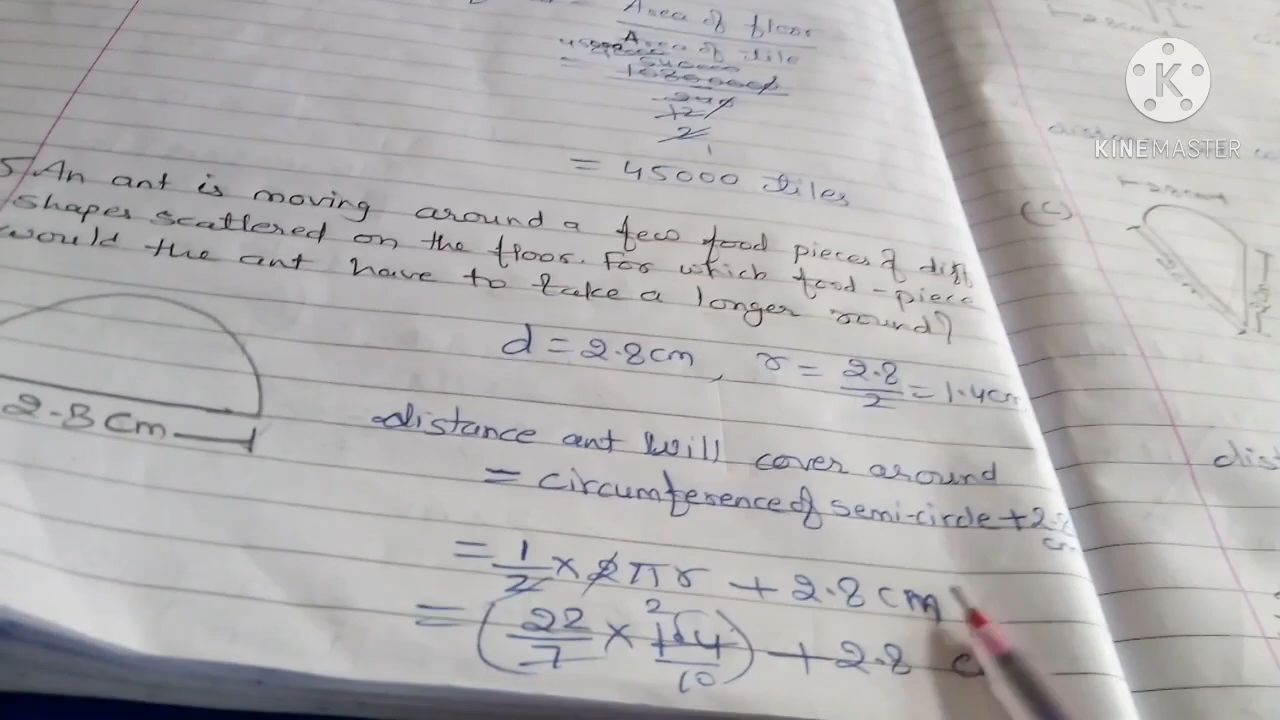 Area of floor
Area of tile
= 45000 tiles
5 An ant is moving around a few food pieces of diff
shapes scattered on the floor. For which food-piece
would the ant have to take a longer round?
2.8 cm
d = 2.8 cm, r = 2.8/2 = 1.4 cm
distance ant will cover around
= circumference of semi-circle + 2.8
cm
= 1/2 × 2πr + 2.8 cm
= (22/7 × 14/10) + 2.8
KINEMASTER
(C)